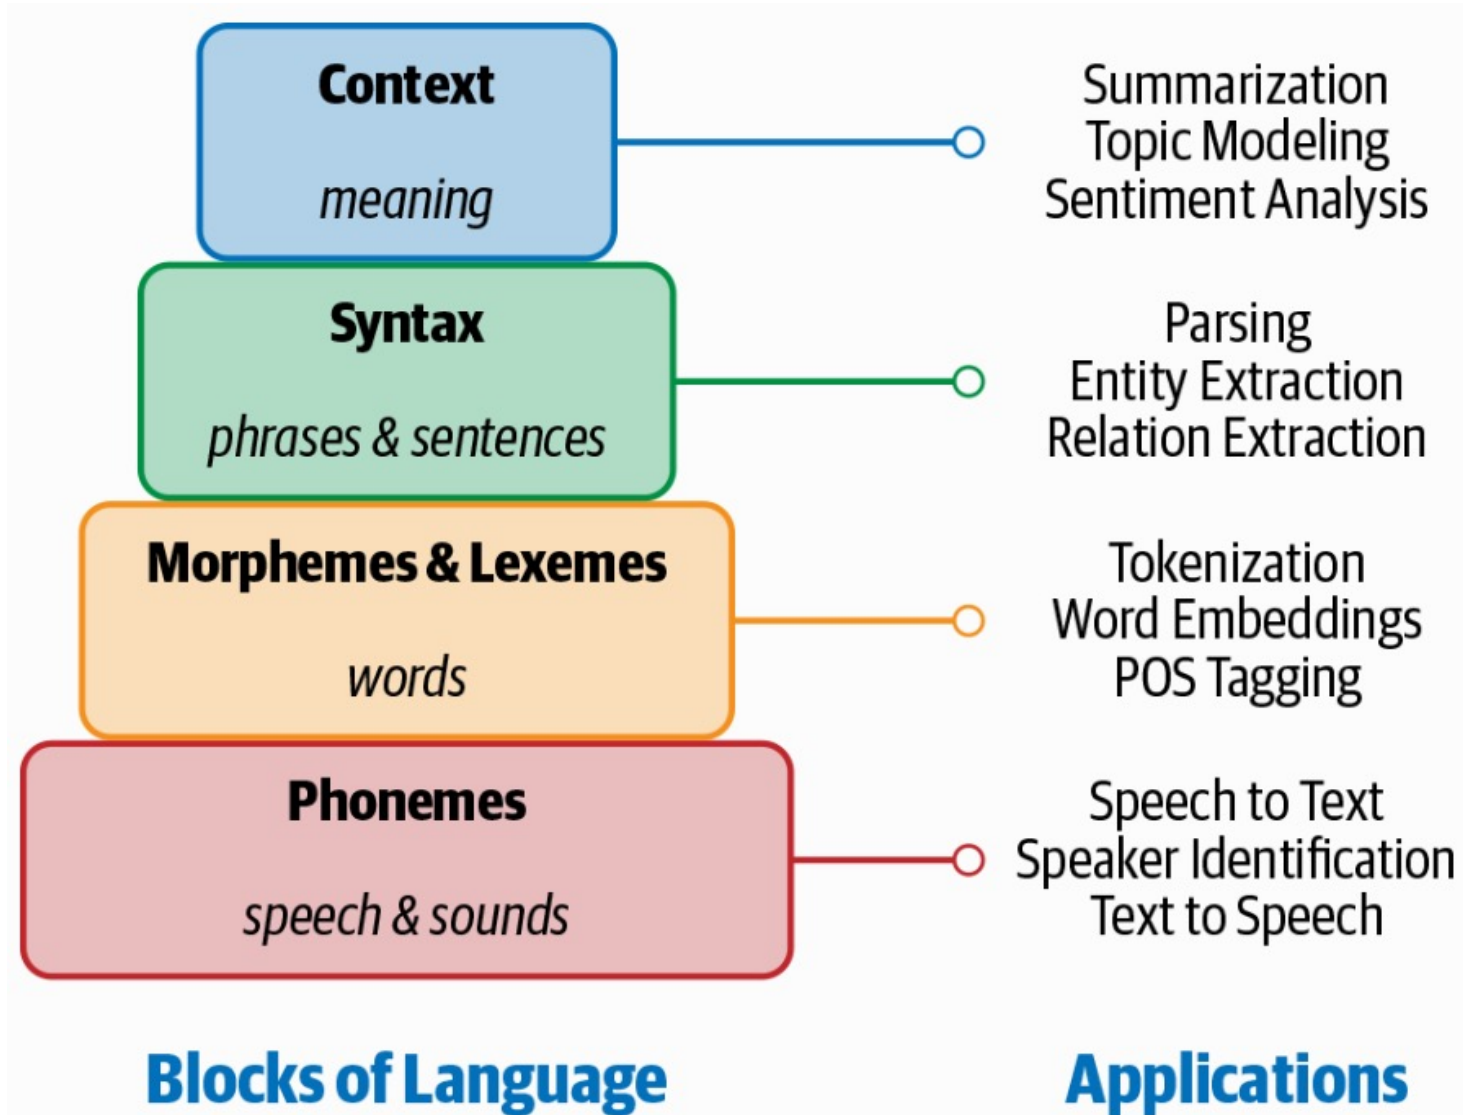 Context
meaning
Summarization
Topic Modeling
Sentiment Analysis
Syntax
phrases & sentences
Parsing
Entity Extraction
Relation Extraction
Morphemes & Lexemes
words
Tokenization
Word Embeddings
POS Tagging
Phonemes
speech & sounds
Speech to Text
Speaker Identification
Text to Speech
Blocks of Language
Applications